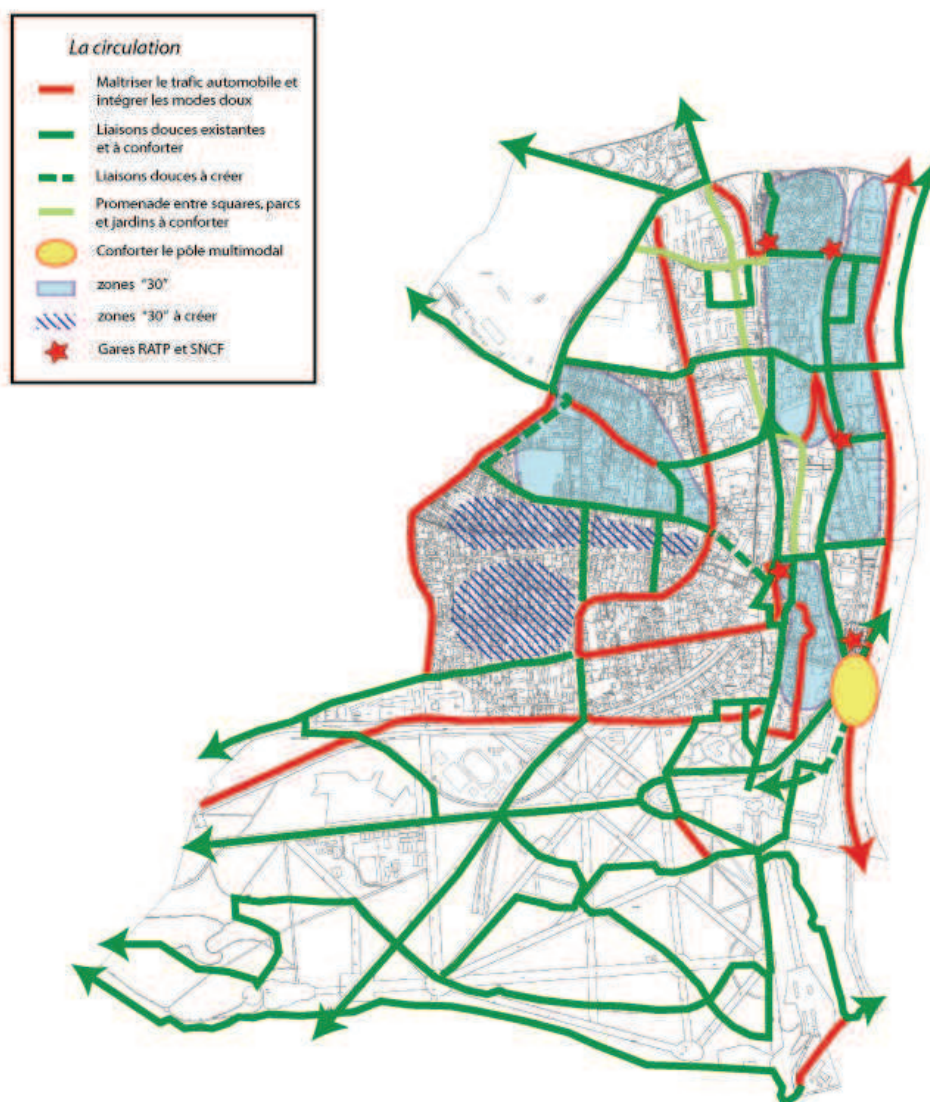 La circulation
Maîtriser le trafic automobile et
intégrer les modes doux
Liaisons douces existantes
et à conforter
Liaisons douces à créer
Promenade entre squares, parcs
et jardins à conforter
Conforter le pôle multimodal
zones "30"
zones "30" à créer
Gares RATP et SNCF